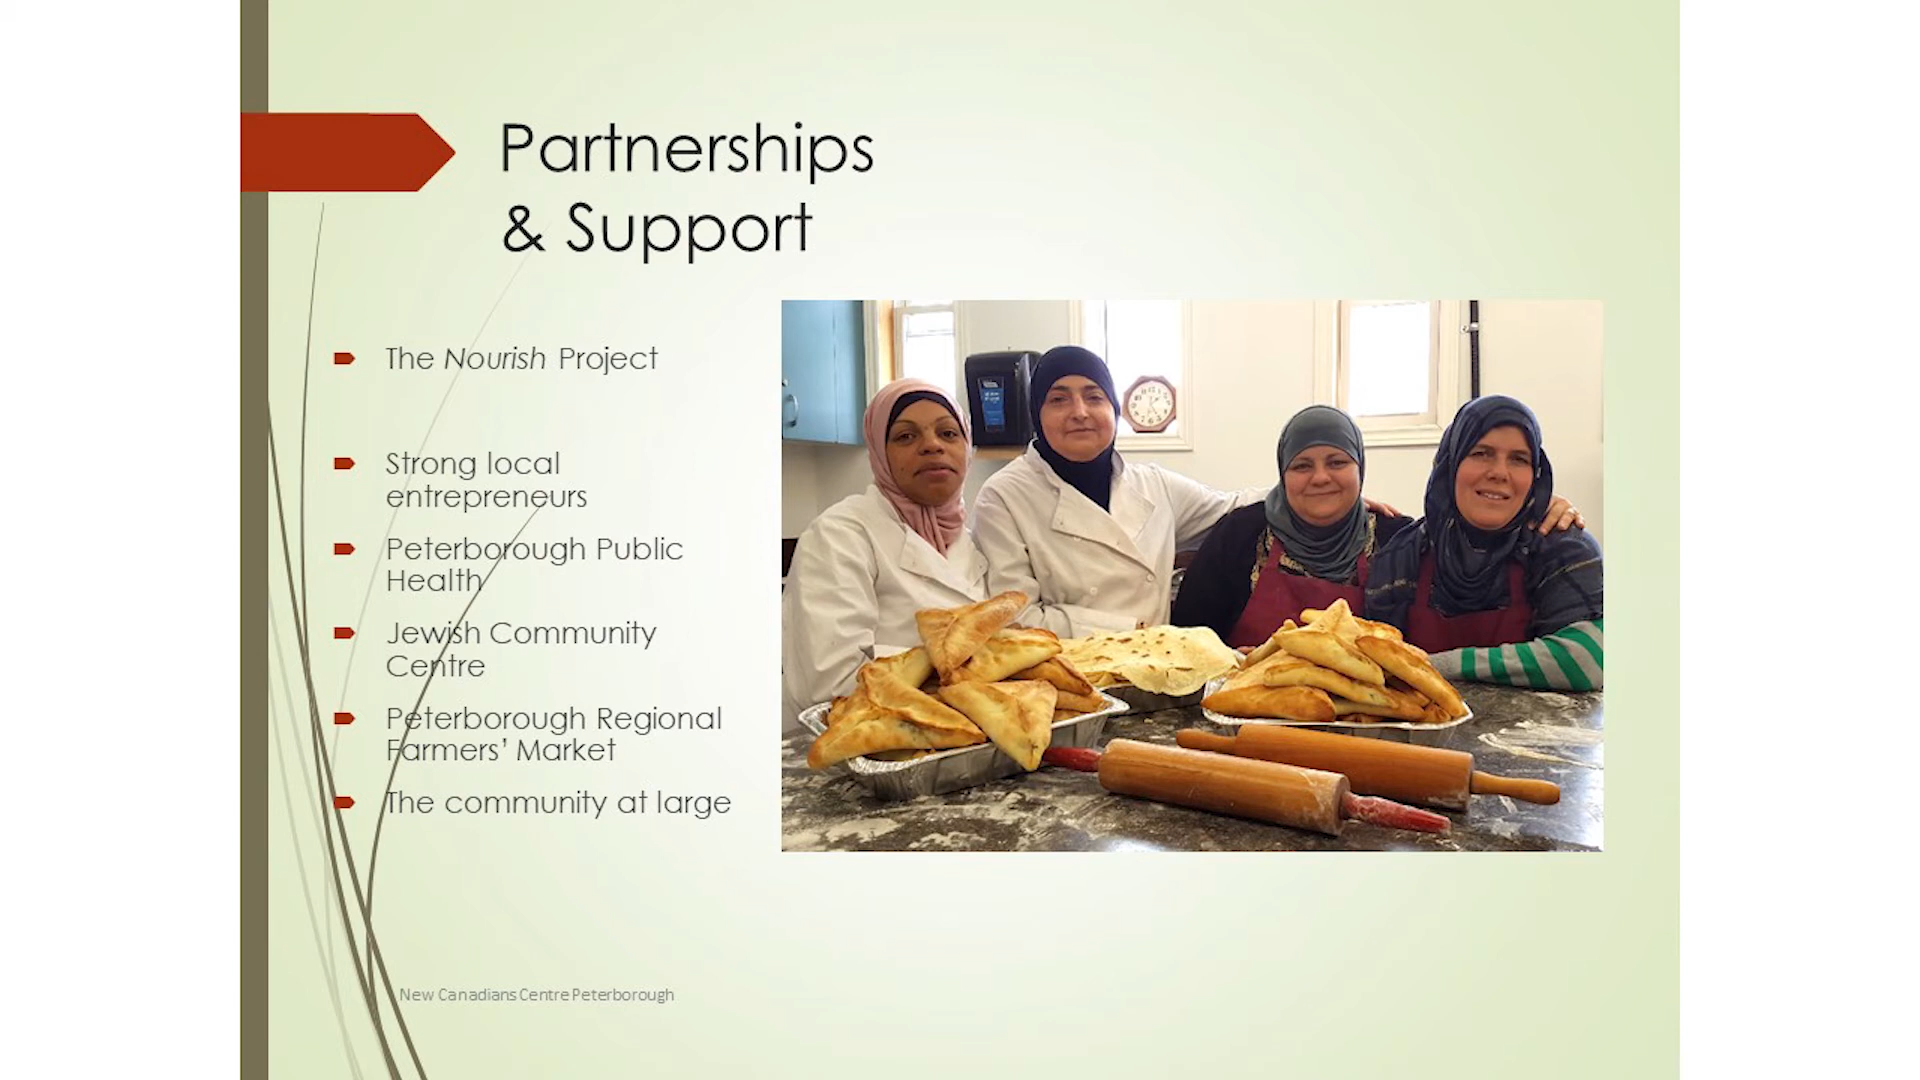 Partnerships
& Support
The Nourish Project
Strong local
entrepreneurs
Peterborough Public
Health
Jewish Community
Centre
Peterborough Regional
Farmers’ Market
The community at large
New Canadians Centre Peterborough